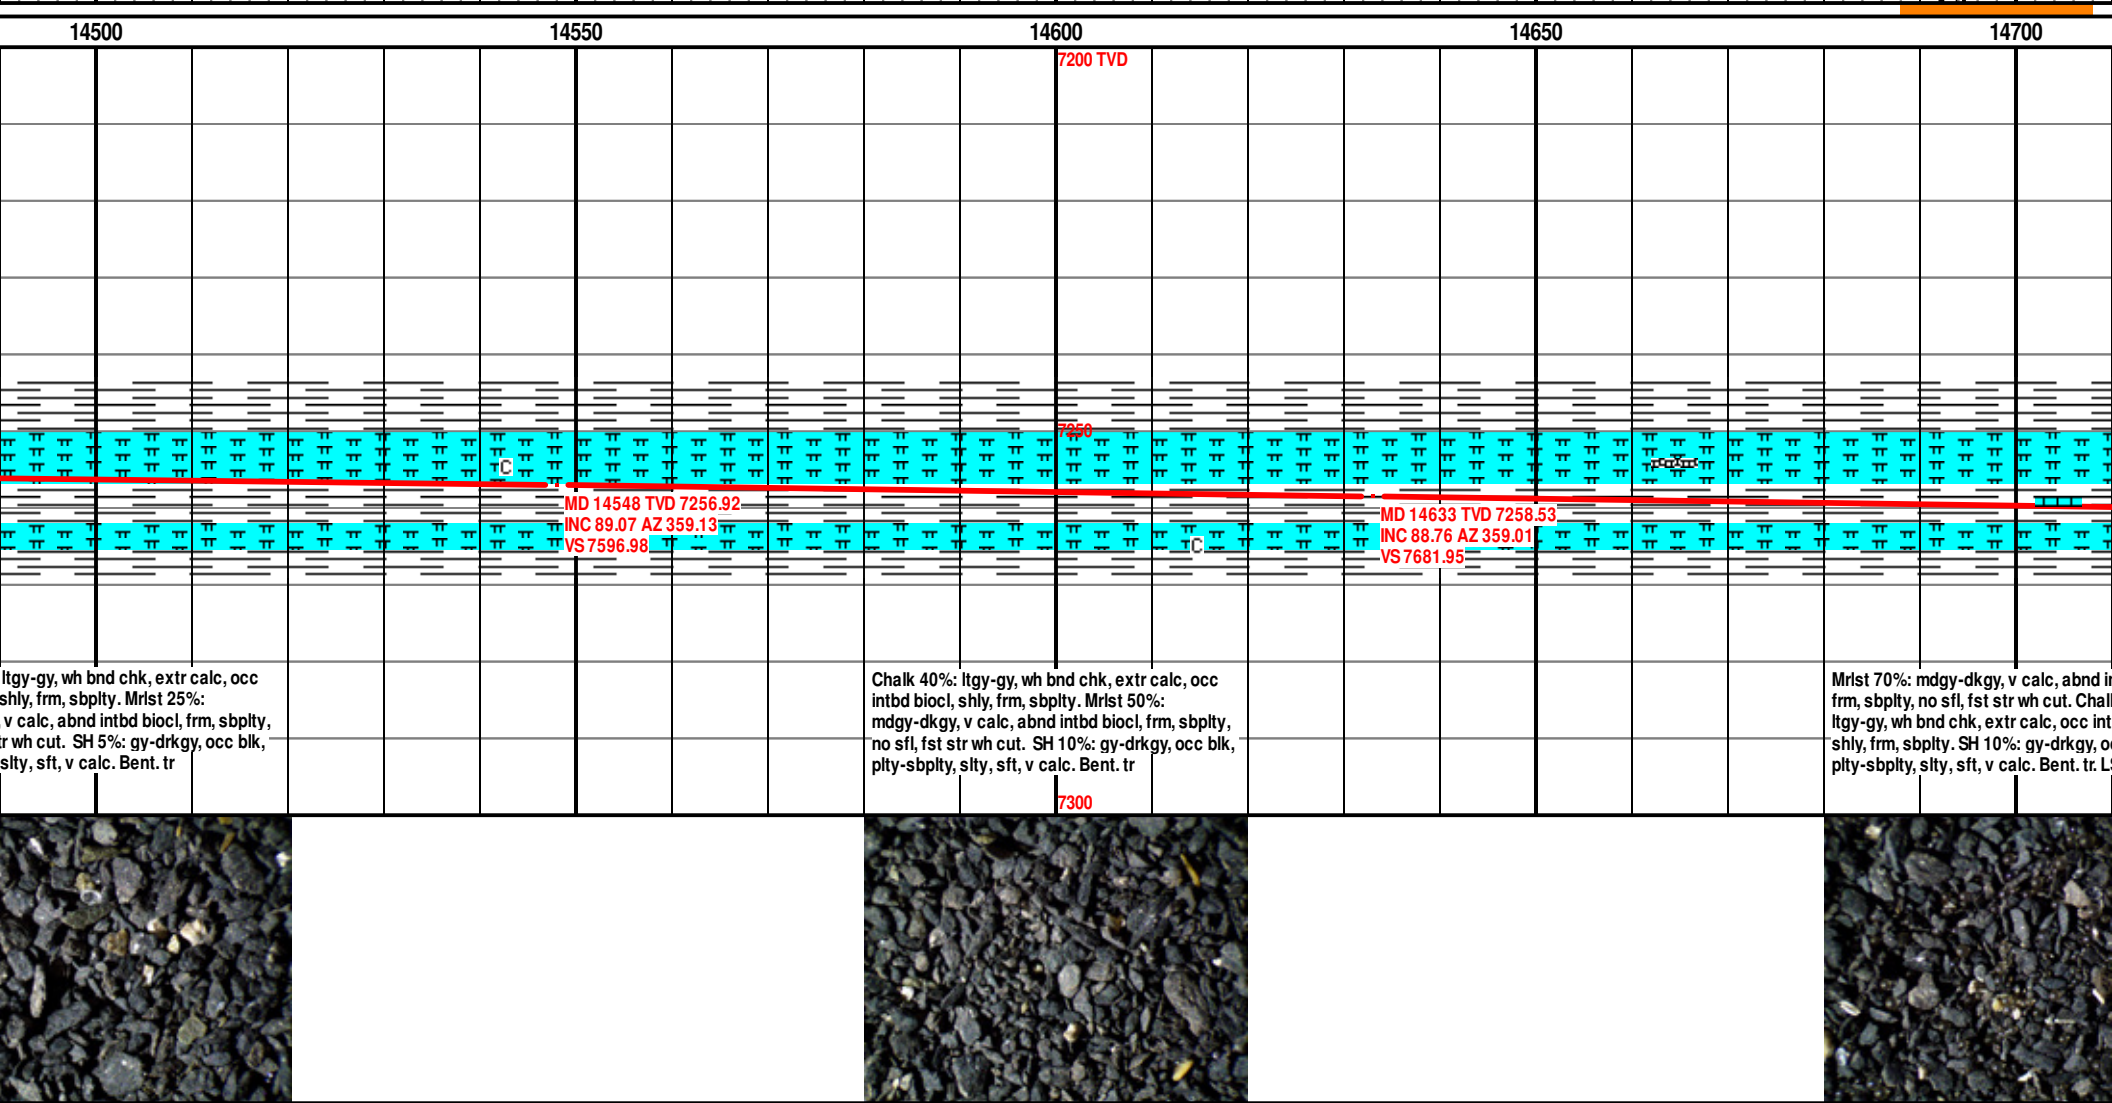 14500 14550 14600 14650 14700
7200 TVD
7250
C
MD 14548 TVD 7256.92
INC 89.07 AZ 359.13
VS 7596.98
C
MD 14633 TVD 7258.53
INC 88.76 AZ 359.01
VS 7681.95
ltgy-gy, wh bnd chk, extr calc, occ
shly, frm, sbplty. Mrlst 25%:
, v calc, abnd intbd biocl, frm, sbplty,
tr wh cut. SH 5%: gy-drkgy, occ blk,
slty, sft, v calc. Bent. tr
Chalk 40%: ltgy-gy, wh bnd chk, extr calc, occ
intbd biocl, shly, frm, sbplty. Mrlst 50%:
mdgy-dkgy, v calc, abnd intbd biocl, frm, sbplty,
no sfl, fst str wh cut. SH 10%: gy-drkgy, occ blk,
plty-sbplty, slty, sft, v calc. Bent. tr
Mrlst 70%: mdgy-dkgy, v calc, abnd in
frm, sbplty, no sfl, fst str wh cut. Chal
ltgy-gy, wh bnd chk, extr calc, occ int
shly, frm, sbplty. SH 10%: gy-drkgy, o
plty-sbplty, slty, sft, v calc. Bent. tr. LS
7300